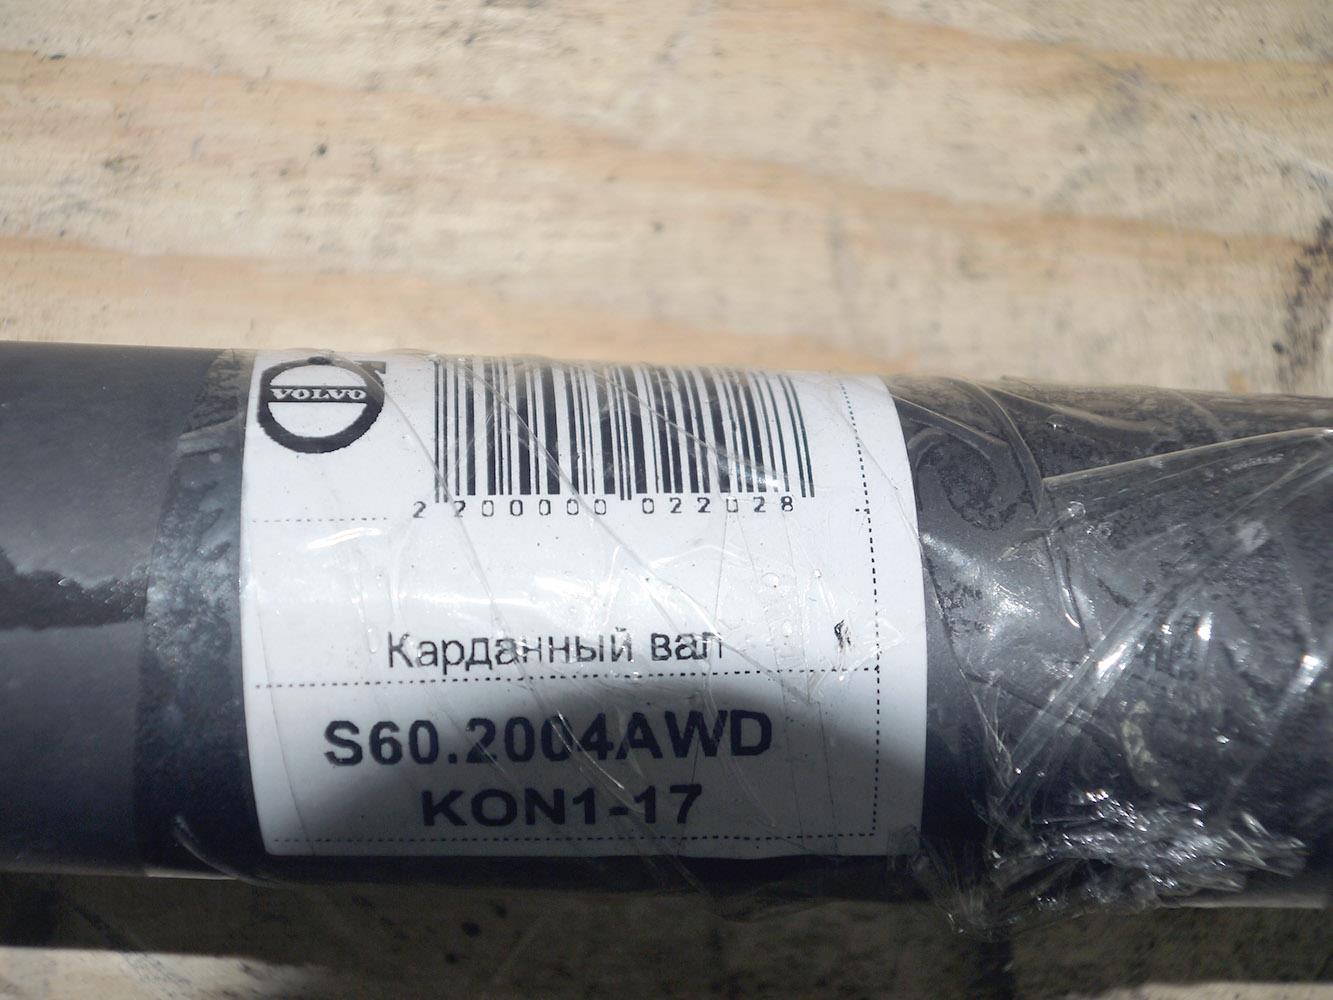 VOLVO
2 200000 022028
Карданный вал
S60.2004AWD
KON1-17